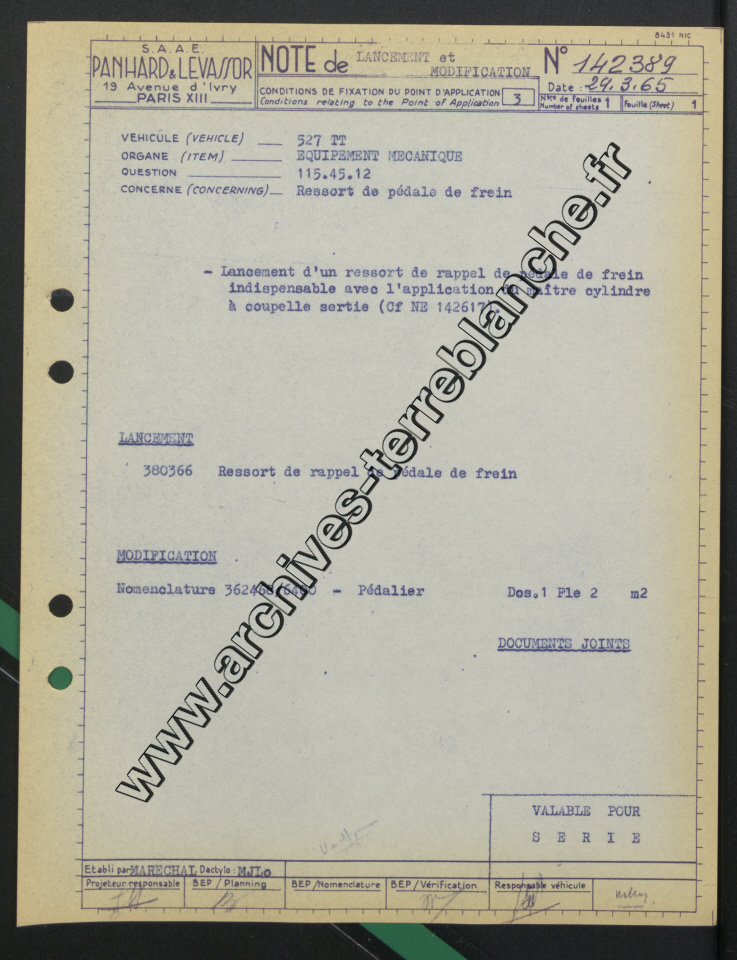 8431 NIC
S.A.A.E.
PANHARD & LEVASSOR
19 Avenue d'Ivry
PARIS XIII
NOTE de LANCEMENT et
MODIFICATION
N° 142389
Date : 29.3.65
CONDITIONS DE FIXATION DU POINT D'APPLICATION
Conditions relating to the Point of Application
3
Nbre de feuilles 1
Number of sheets
Feuille (Sheet) 1
VEHICULE (VEHICLE) 527 TT
ORGANE (ITEM) EQUIPEMENT MECANIQUE
QUESTION 115.45.12
CONCERNE (CONCERNING) Ressort de pédale de frein
- Lancement d'un ressort de rappel de pédale de frein
indispensable avec l'application du maître cylindre
à coupelle sertie (Cf NE 142617).
LANCEMENT
380366 Ressort de rappel de pédale de frein
MODIFICATION
Nomenclature - Pédalier Dos.1 Ple 2 m2
DOCUMENTS JOINTS
www.archives-terreblanche.fr
VALABLE POUR
S E R I E
Etabli par MARECHAL Dactylo : MJLo
Projeteur responsable
BEP / Planning
BEP / Nomenclature
BEP / Vérification
Responsable véhicule